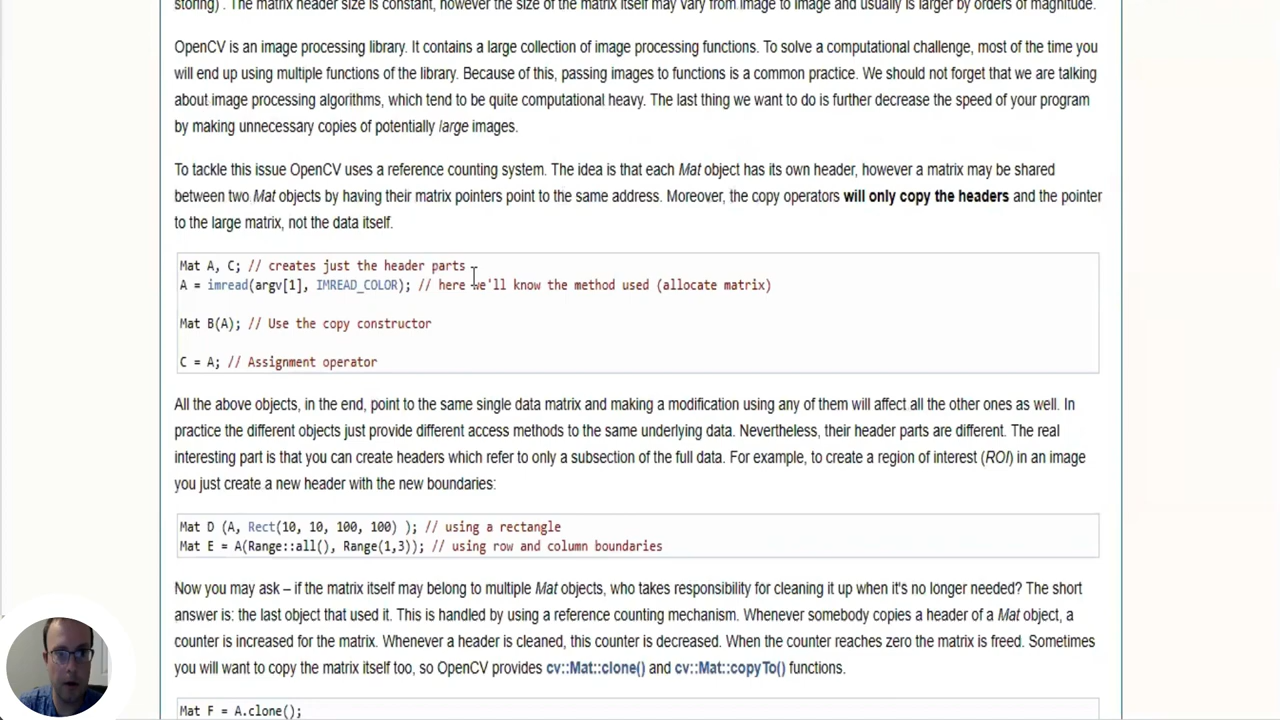 storing) . The matrix header size is constant, however the size of the matrix itself may vary from image to image and usually is larger by orders of magnitude.
OpenCV is an image processing library. It contains a large collection of image processing functions. To solve a computational challenge, most of the time you
will end up using multiple functions of the library. Because of this, passing images to functions is a common practice. We should not forget that we are talking
about image processing algorithms, which tend to be quite computational heavy. The last thing we want to do is further decrease the speed of your program
by making unnecessary copies of potentially large images.
To tackle this issue OpenCV uses a reference counting system. The idea is that each Mat object has its own header, however a matrix may be shared
between two Mat objects by having their matrix pointers point to the same address. Moreover, the copy operators will only copy the headers and the pointer
to the large matrix, not the data itself.
Mat A, C; // creates just the header parts
A = imread(argv[1], IMREAD_COLOR); // here we'll know the method used (allocate matrix)
Mat B(A); // Use the copy constructor
C = A; // Assignment operator
All the above objects, in the end, point to the same single data matrix and making a modification using any of them will affect all the other ones as well. In
practice the different objects just provide different access methods to the same underlying data. Nevertheless, their header parts are different. The real
interesting part is that you can create headers which refer to only a subsection of the full data. For example, to create a region of interest (ROI) in an image
you just create a new header with the new boundaries:
Mat D (A, Rect(10, 10, 100, 100) ); // using a rectangle
Mat E = A(Range::all(), Range(1,3)); // using row and column boundaries
Now you may ask – if the matrix itself may belong to multiple Mat objects, who takes responsibility for cleaning it up when it's no longer needed? The short
answer is: the last object that used it. This is handled by using a reference counting mechanism. Whenever somebody copies a header of a Mat object, a
counter is increased for the matrix. Whenever a header is cleaned, this counter is decreased. When the counter reaches zero the matrix is freed. Sometimes
you will want to copy the matrix itself too, so OpenCV provides cv::Mat::clone() and cv::Mat::copyTo() functions.
Mat F = A.clone();